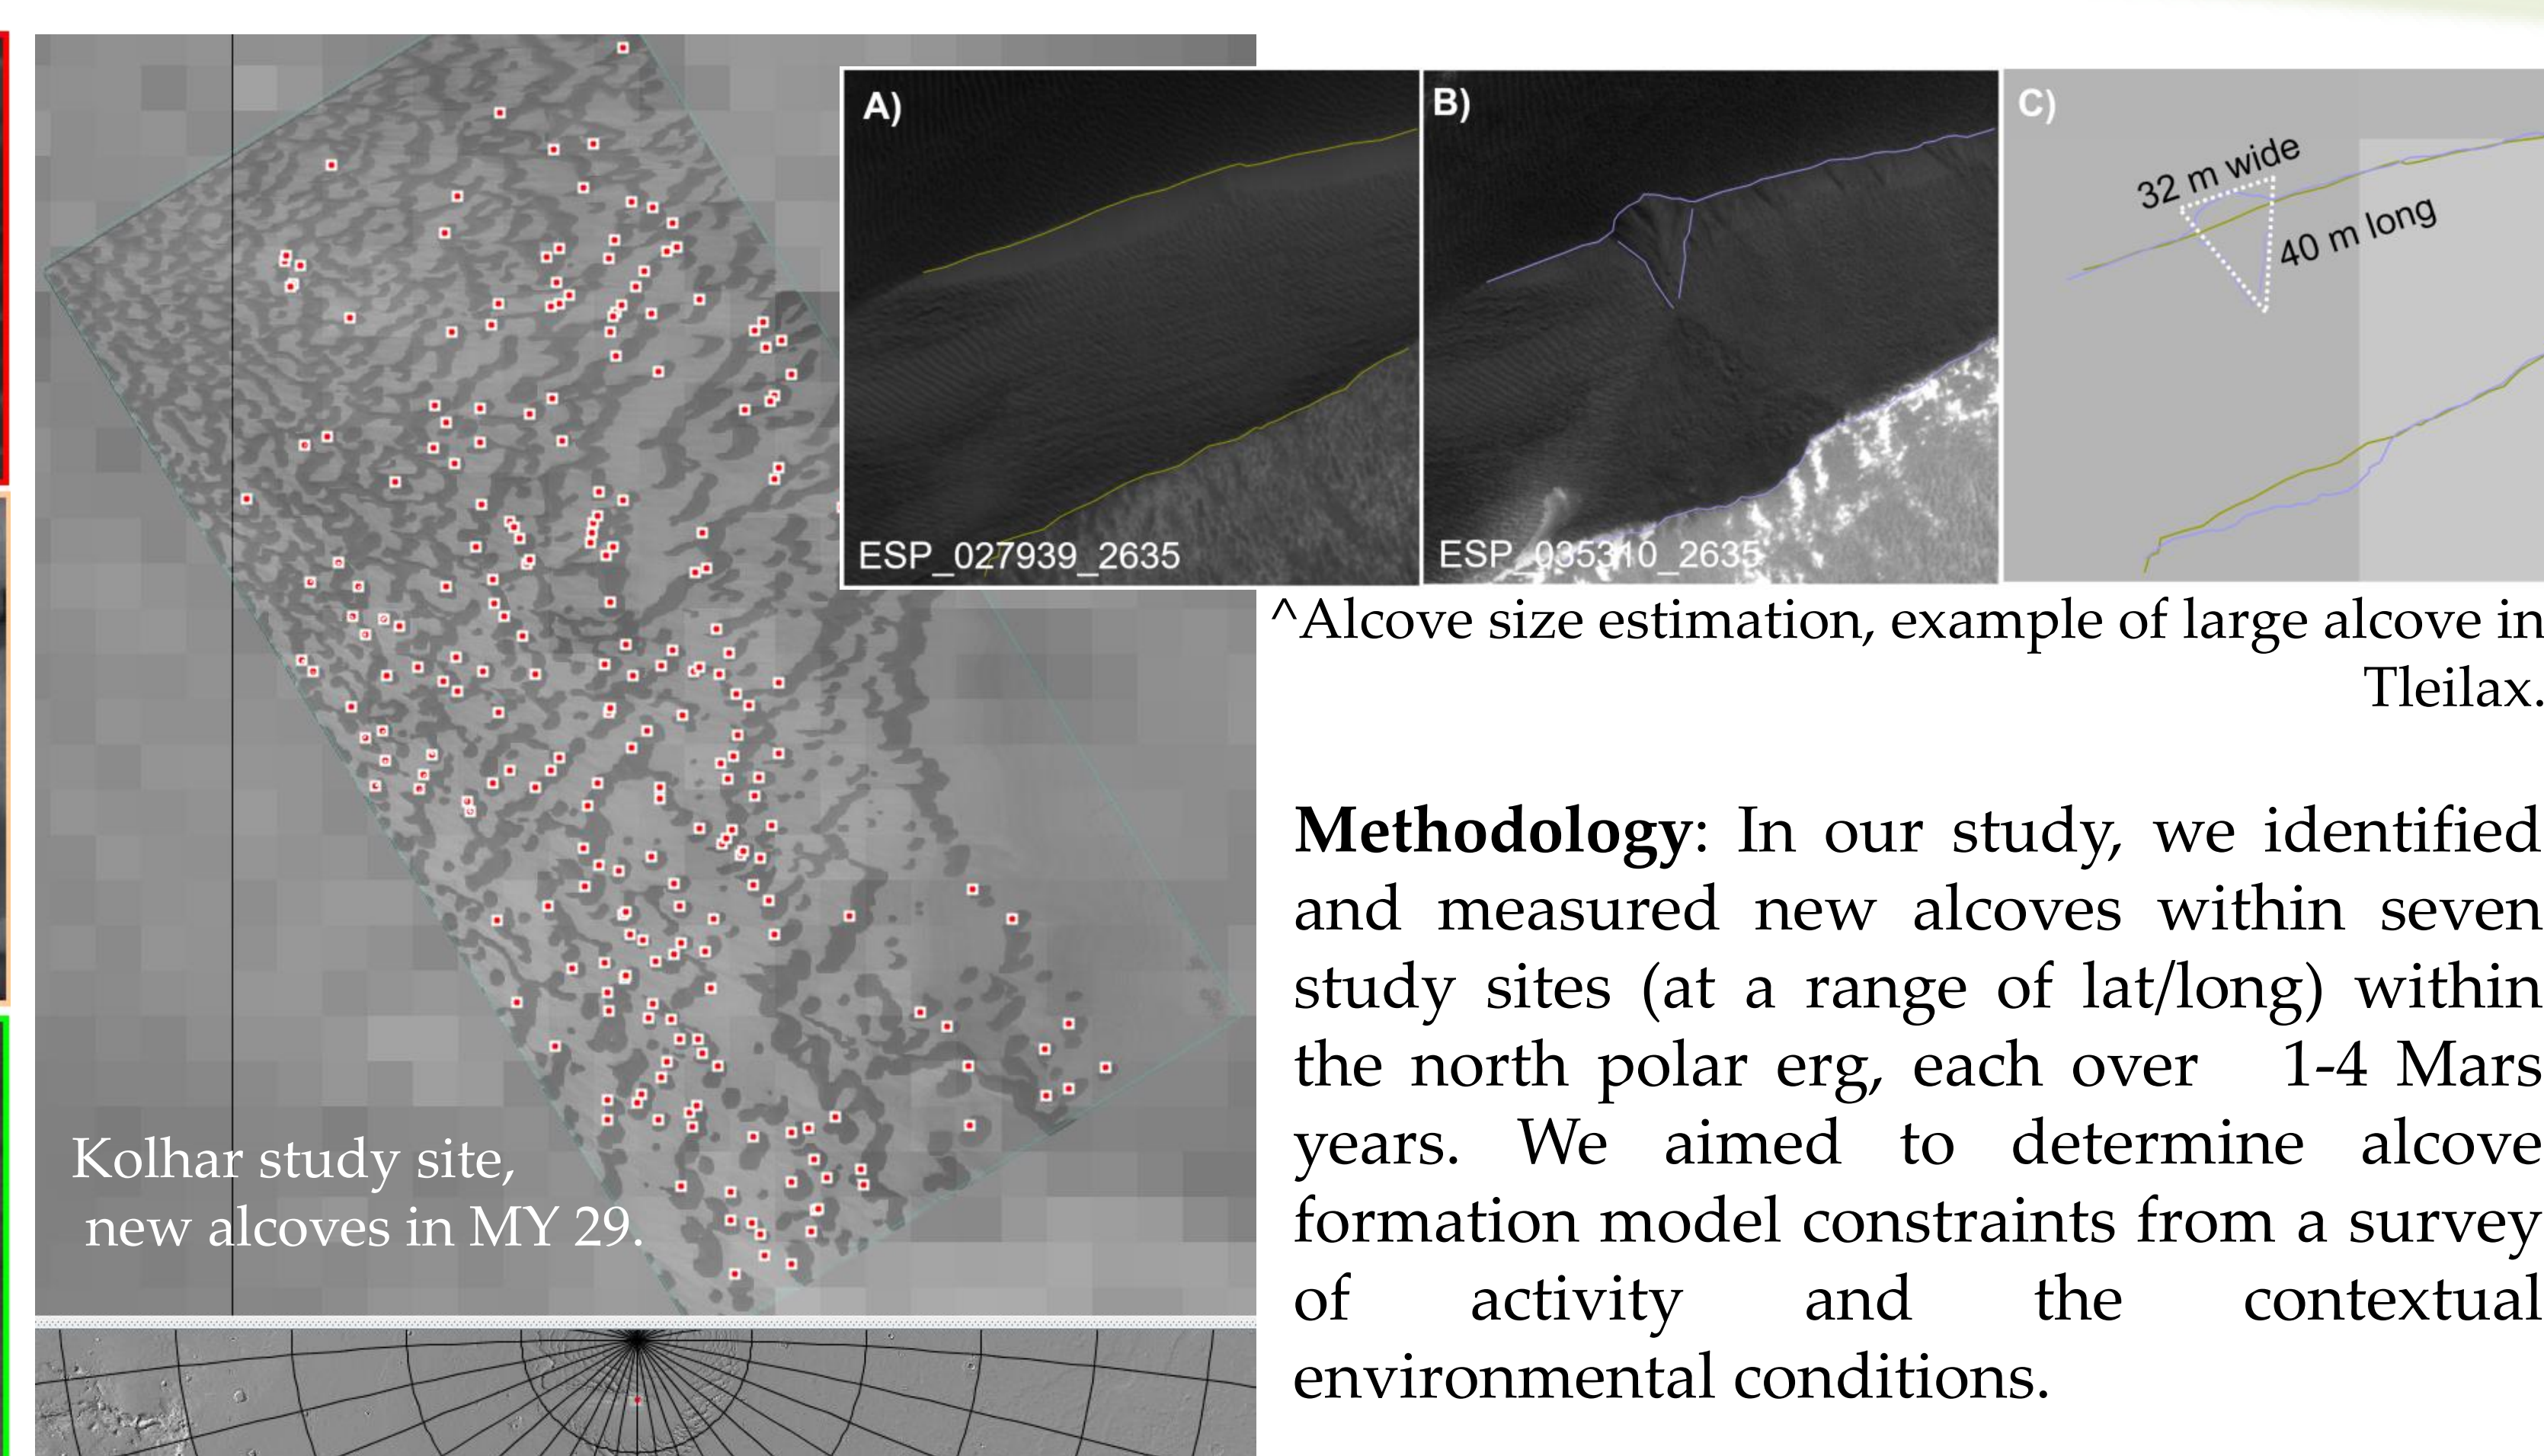 A)
B)
C)
32 m wide
40 m long
ESP_027939_2635
ESP_035310_2635
^Alcove size estimation, example of large alcove in
Tleilax.
Kolhar study site,
new alcoves in MY 29.
Methodology: In our study, we identified
and measured new alcoves within seven
study sites (at a range of lat/long) within
the north polar erg, each over 1-4 Mars
years. We aimed to determine alcove
formation model constraints from a survey
of activity and the contextual
environmental conditions.